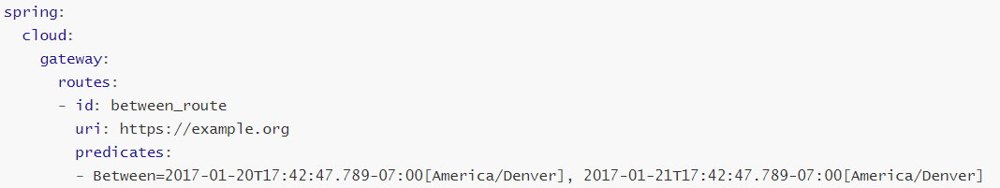 spring:
  cloud:
    gateway:
      routes:
      - id: between_route
        uri: https://example.org
        predicates:
        - Between=2017-01-20T17:42:47.789-07:00[America/Denver], 2017-01-21T17:42:47.789-07:00[America/Denver]